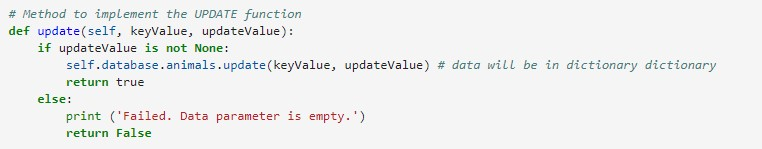 # Method to implement the UPDATE function
def update(self, keyValue, updateValue):
    if updateValue is not None:
        self.database.animals.update(keyValue, updateValue) # data will be in dictionary dictionary
        return true
    else:
        print ('Failed. Data parameter is empty.')
        return False